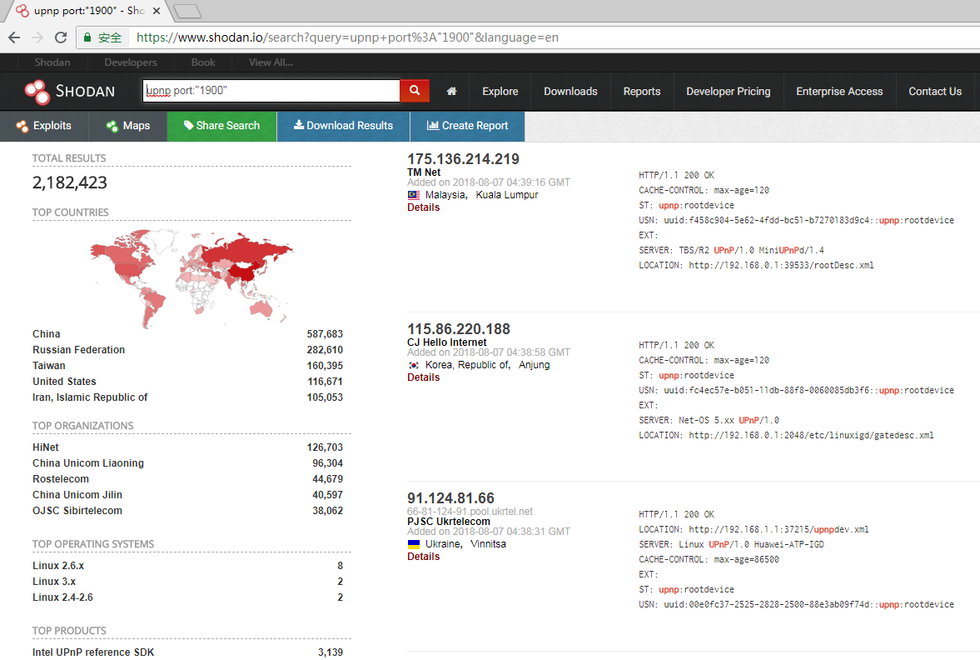 upnp port:"1900" - Sho
安全
https://www.shodan.io/search?query=upnp+port%3A"1900"&language=en
Shodan Developers Book View All...
SHODAN
upnp port:"1900"
Explore Downloads Reports Developer Pricing Enterprise Access Contact Us
Exploits Maps Share Search Download Results Create Report
TOTAL RESULTS
2,182,423
TOP COUNTRIES
China 587,683
Russian Federation 282,610
Taiwan 160,395
United States 116,671
Iran, Islamic Republic of 105,053
TOP ORGANIZATIONS
HiNet 126,703
China Unicom Liaoning 96,304
Rostelecom 44,679
China Unicom Jilin 40,597
OJSC Sibirtelecom 38,062
TOP OPERATING SYSTEMS
Linux 2.6.x 8
Linux 3.x 2
Linux 2.4-2.6 2
TOP PRODUCTS
Intel UPnP reference SDK 3,139
175.136.214.219
TM Net
Added on 2018-08-07 04:39:16 GMT
Malaysia, Kuala Lumpur
Details
HTTP/1.1 200 OK
CACHE-CONTROL: max-age=120
ST: upnp:rootdevice
USN: uuid:f458c904-5e62-4fdd-bc51-b7270183d9c4::upnp:rootdevice
EXT:
SERVER: TBS/R2 UPnP/1.0 MiniUPnPd/1.4
LOCATION: http://192.168.0.1:39533/rootDesc.xml
115.86.220.188
CJ Hello Internet
Added on 2018-08-07 04:38:58 GMT
Korea, Republic of, Anjung
Details
HTTP/1.1 200 OK
CACHE-CONTROL: max-age=120
ST: upnp:rootdevice
USN: uuid:fc4ec57e-b051-11db-88f8-0060085db3f6::upnp:rootdevice
EXT:
SERVER: Net-OS 5.xx UPnP/1.0
LOCATION: http://192.168.0.1:2048/etc/linuxigd/gatedesc.xml
91.124.81.66
66-81-124-91.pool.ukrtel.net
PJSC Ukrtelecom
Added on 2018-08-07 04:38:31 GMT
Ukraine, Vinnitsa
Details
HTTP/1.1 200 OK
LOCATION: http://192.168.1.1:37215/upnpdev.xml
SERVER: Linux UPnP/1.0 Huawei-ATP-IGD
CACHE-CONTROL: max-age=86500
EXT:
ST: upnp:rootdevice
USN: uuid:00e0fc37-2525-2828-2500-88e3ab09f74d::upnp:rootdevice